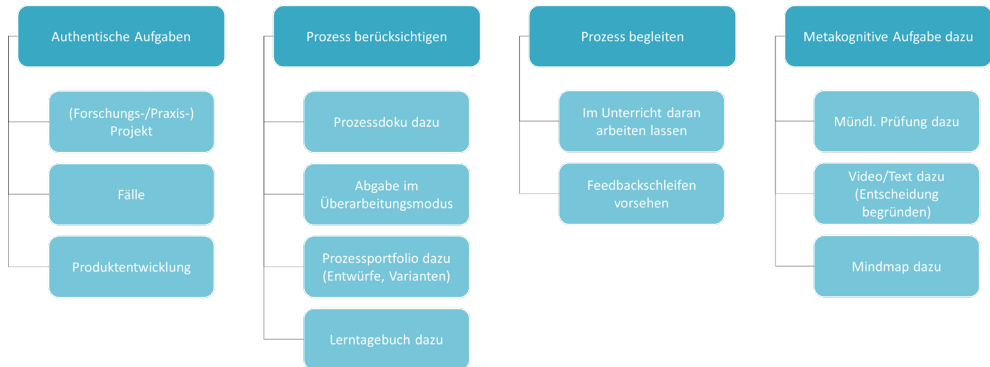 Authentische Aufgaben
(Forschungs-/Praxis-)
Projekt
Fälle
Produktentwicklung
Prozess berücksichtigen
Prozessdoku dazu
Abgabe im
Überarbeitungsmodus
Prozessportfolio dazu
(Entwürfe, Varianten)
Lerntagebuch dazu
Prozess begleiten
Im Unterricht daran
arbeiten lassen
Feedbackschleifen
vorsehen
Metakognitive Aufgabe dazu
Mündl. Prüfung dazu
Video/Text dazu
(Entscheidung
begründen)
Mindmap dazu